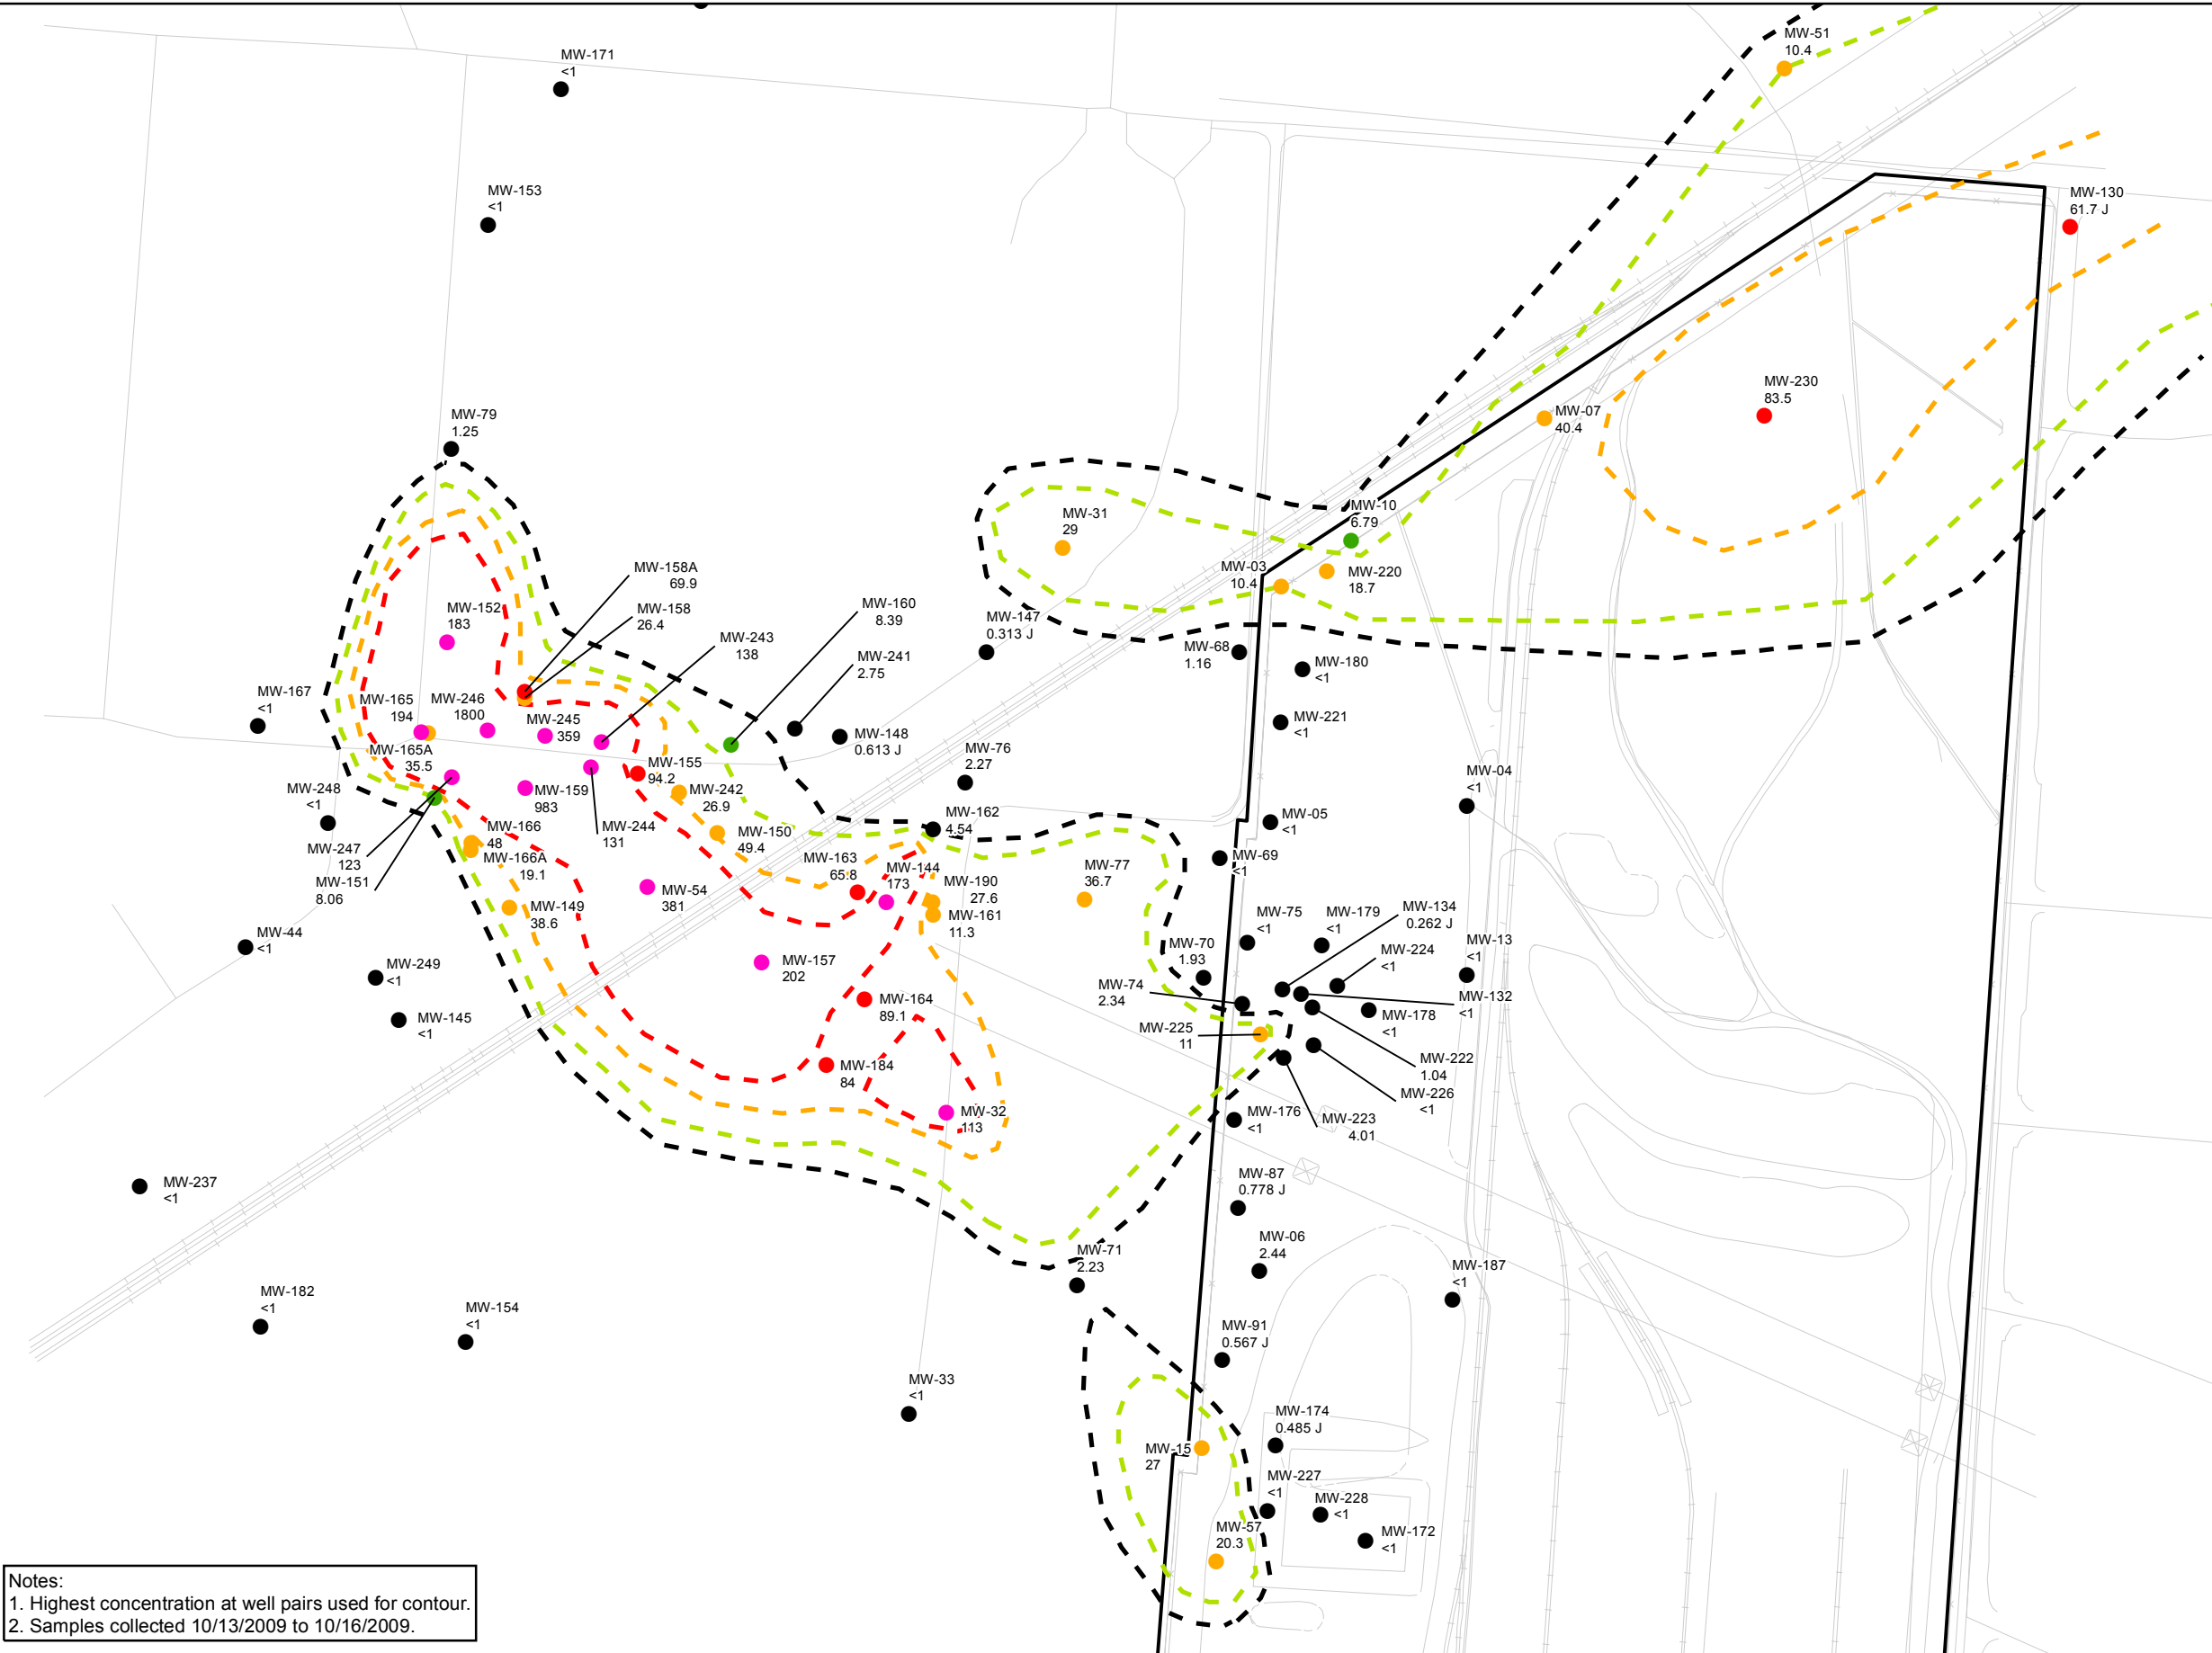 MW-51
10.4
MW-171
<1
MW-153
<1
MW-130
61.7 J
MW-230
83.5
MW-07
40.4
MW-79
1.25
MW-31
29
MW-10
6.79
MW-03
10.4
MW-220
18.7
MW-158A
69.9
MW-152
183
MW-158
26.4
MW-160
8.39
MW-243
138
MW-147
0.313 J
MW-241
2.75
MW-68
1.16
MW-180
<1
MW-167
<1
MW-165
194
MW-246
1800
MW-245
359
MW-221
<1
MW-148
0.613 J
MW-165A
35.5
MW-76
2.27
MW-155
94.2
MW-04
<1
MW-248
<1
MW-159
983
MW-242
26.9
MW-162
4.54
MW-05
<1
MW-166
48
MW-244
131
MW-150
49.4
MW-247
123
MW-166A
19.1
MW-163
65.8
MW-144
173
MW-77
36.7
MW-69
<1
MW-151
8.06
MW-54
381
MW-190
27.6
MW-149
38.6
MW-161
11.3
MW-75
<1
MW-179
<1
MW-134
0.262 J
MW-44
<1
MW-70
1.93
MW-224
<1
MW-13
<1
MW-249
<1
MW-157
202
MW-74
2.34
MW-132
<1
MW-164
89.1
MW-145
<1
MW-178
<1
MW-225
11
MW-222
1.04
MW-184
84
MW-226
<1
MW-32
113
MW-176
<1
MW-223
4.01
MW-237
<1
MW-87
0.778 J
MW-71
2.23
MW-06
2.44
MW-187
<1
MW-182
<1
MW-154
<1
MW-91
0.567 J
MW-33
<1
MW-174
0.485 J
MW-15
27
MW-227
<1
MW-228
<1
MW-57
20.3
MW-172
<1
Notes:
1. Highest concentration at well pairs used for contour.
2. Samples collected 10/13/2009 to 10/16/2009.